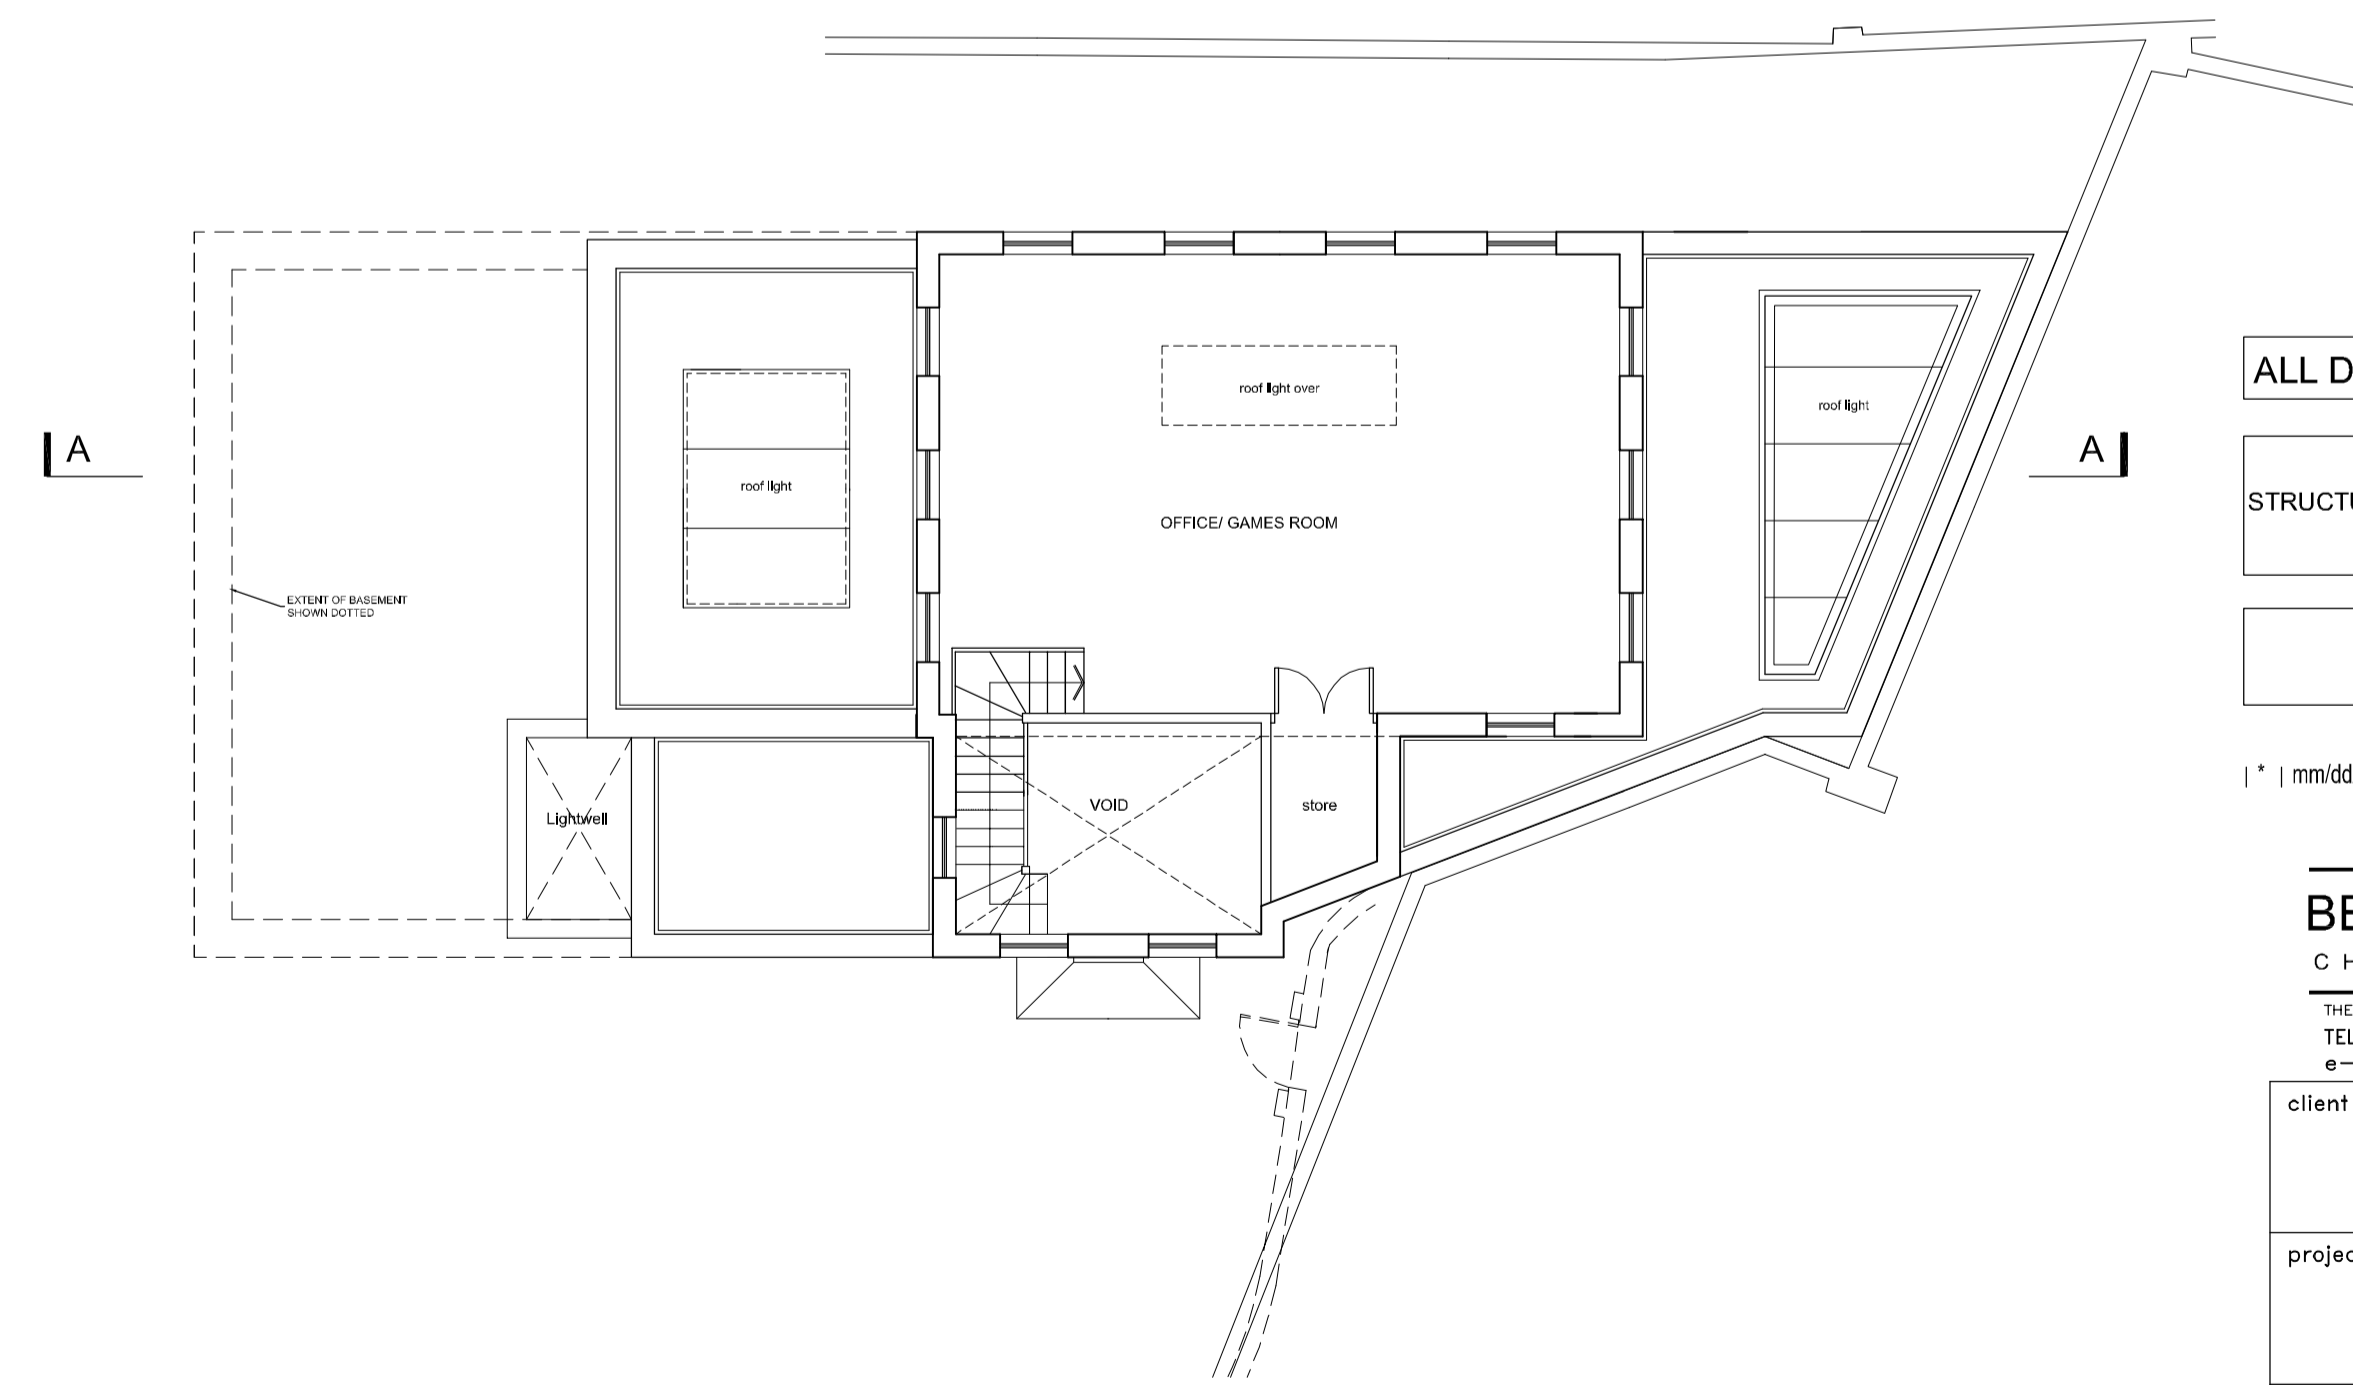 ALL D
A
A
roof light over
roof light
roof light
STRUCTU
OFFICE/ GAMES ROOM
EXTENT OF BASEMENT
SHOWN DOTTED
| * | mm/dd
Lightwell
VOID
store
BE
C H
THE
TEL
e-
client
projec